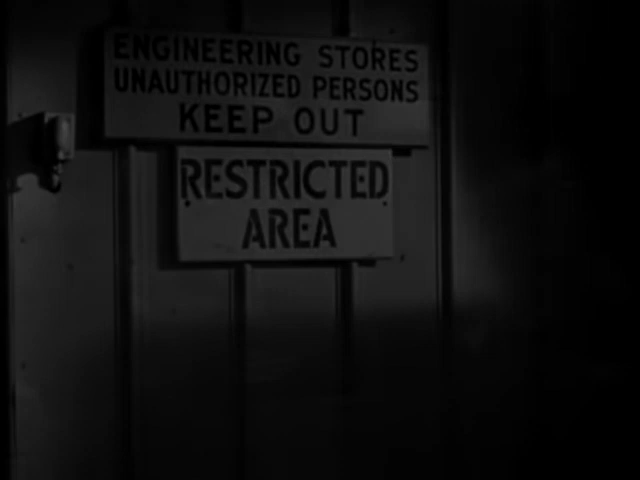 ENGINEERING STORES
UNAUTHORIZED PERSONS
KEEP OUT
RESTRICTED
AREA